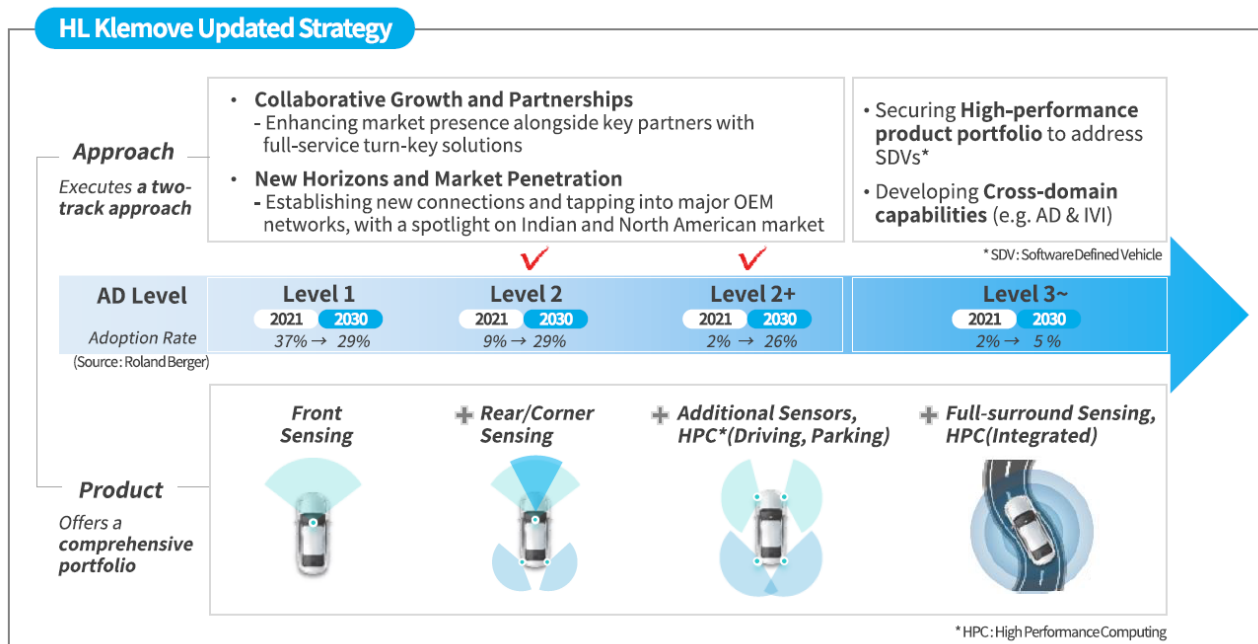 HL Klemove Updated Strategy
Approach
Executes a two-
track approach
• Collaborative Growth and Partnerships
- Enhancing market presence alongside key partners with
full-service turn-key solutions
• New Horizons and Market Penetration
- Establishing new connections and tapping into major OEM
networks, with a spotlight on Indian and North American market
• Securing High-performance
product portfolio to address
SDVs*
• Developing Cross-domain
capabilities (e.g. AD & IVI)
* SDV : Software Defined Vehicle
AD Level
Adoption Rate
(Source : Roland Berger)
Level 1
2021 2030
37% → 29%
Level 2
2021 2030
9% → 29%
Level 2+
2021 2030
2% → 26%
Level 3~
2021 2030
2% → 5 %
Product
Offers a
comprehensive
portfolio
Front
Sensing
+ Rear/Corner
Sensing
+ Additional Sensors,
HPC*(Driving, Parking)
+ Full-surround Sensing,
HPC(Integrated)
* HPC : High Performance Computing